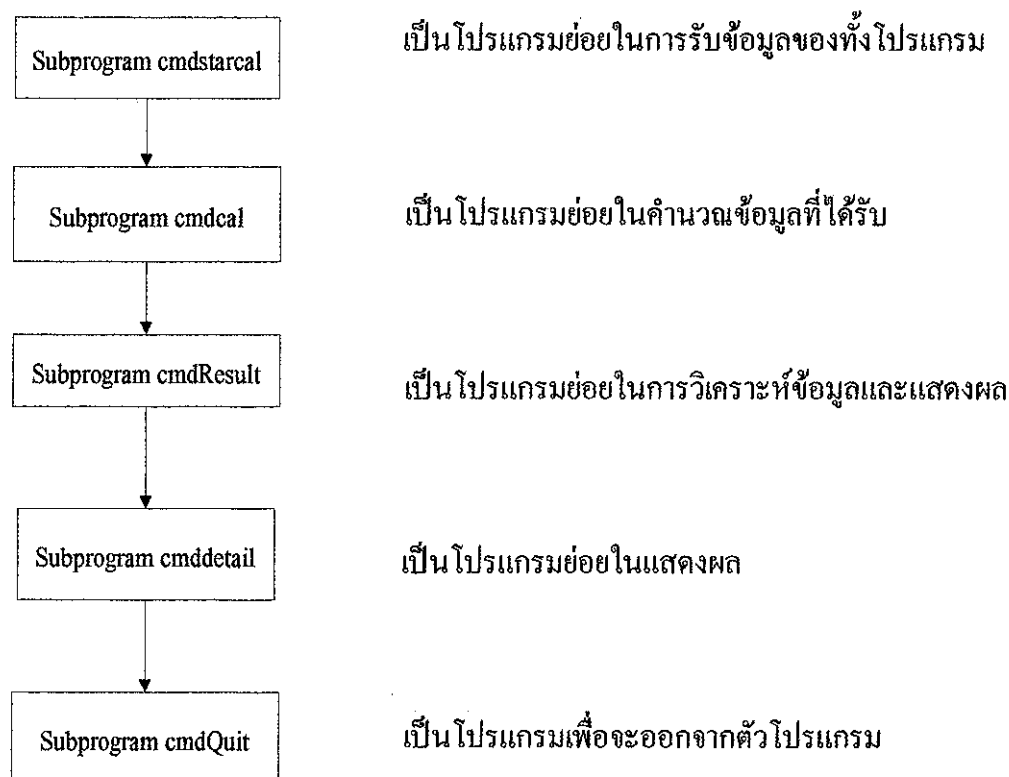 Subprogram cmdstarcal
เป็นโปรแกรมย่อยในการรับข้อมูลของทั้งโปรแกรม
Subprogram cmdcal
เป็นโปรแกรมย่อยในคำนวณข้อมูลที่ได้รับ
Subprogram cmdResult
เป็นโปรแกรมย่อยในการวิเคราะห์ข้อมูลและแสดงผล
Subprogram cmddetail
เป็นโปรแกรมย่อยในแสดงผล
Subprogram cmdQuit
เป็นโปรแกรมเพื่อจะออกจากตัวโปรแกรม